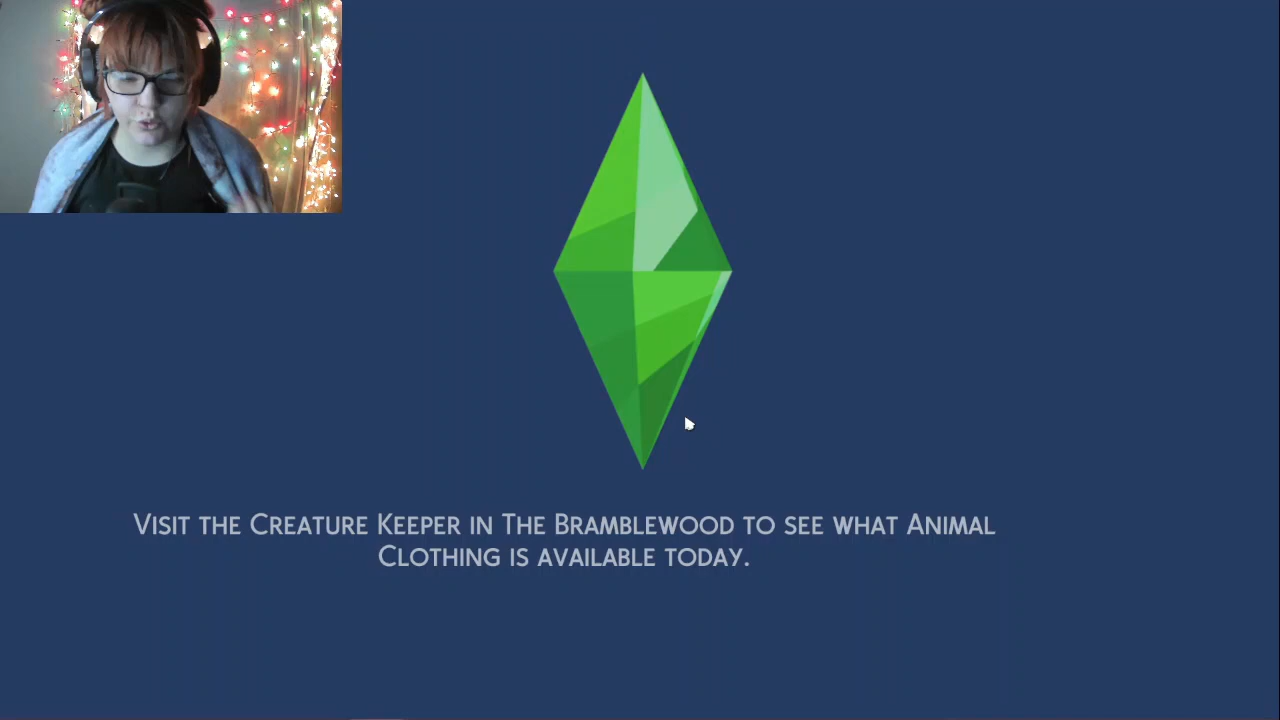 Visit the Creature Keeper in The Bramblewood to see what Animal
Clothing is available today.